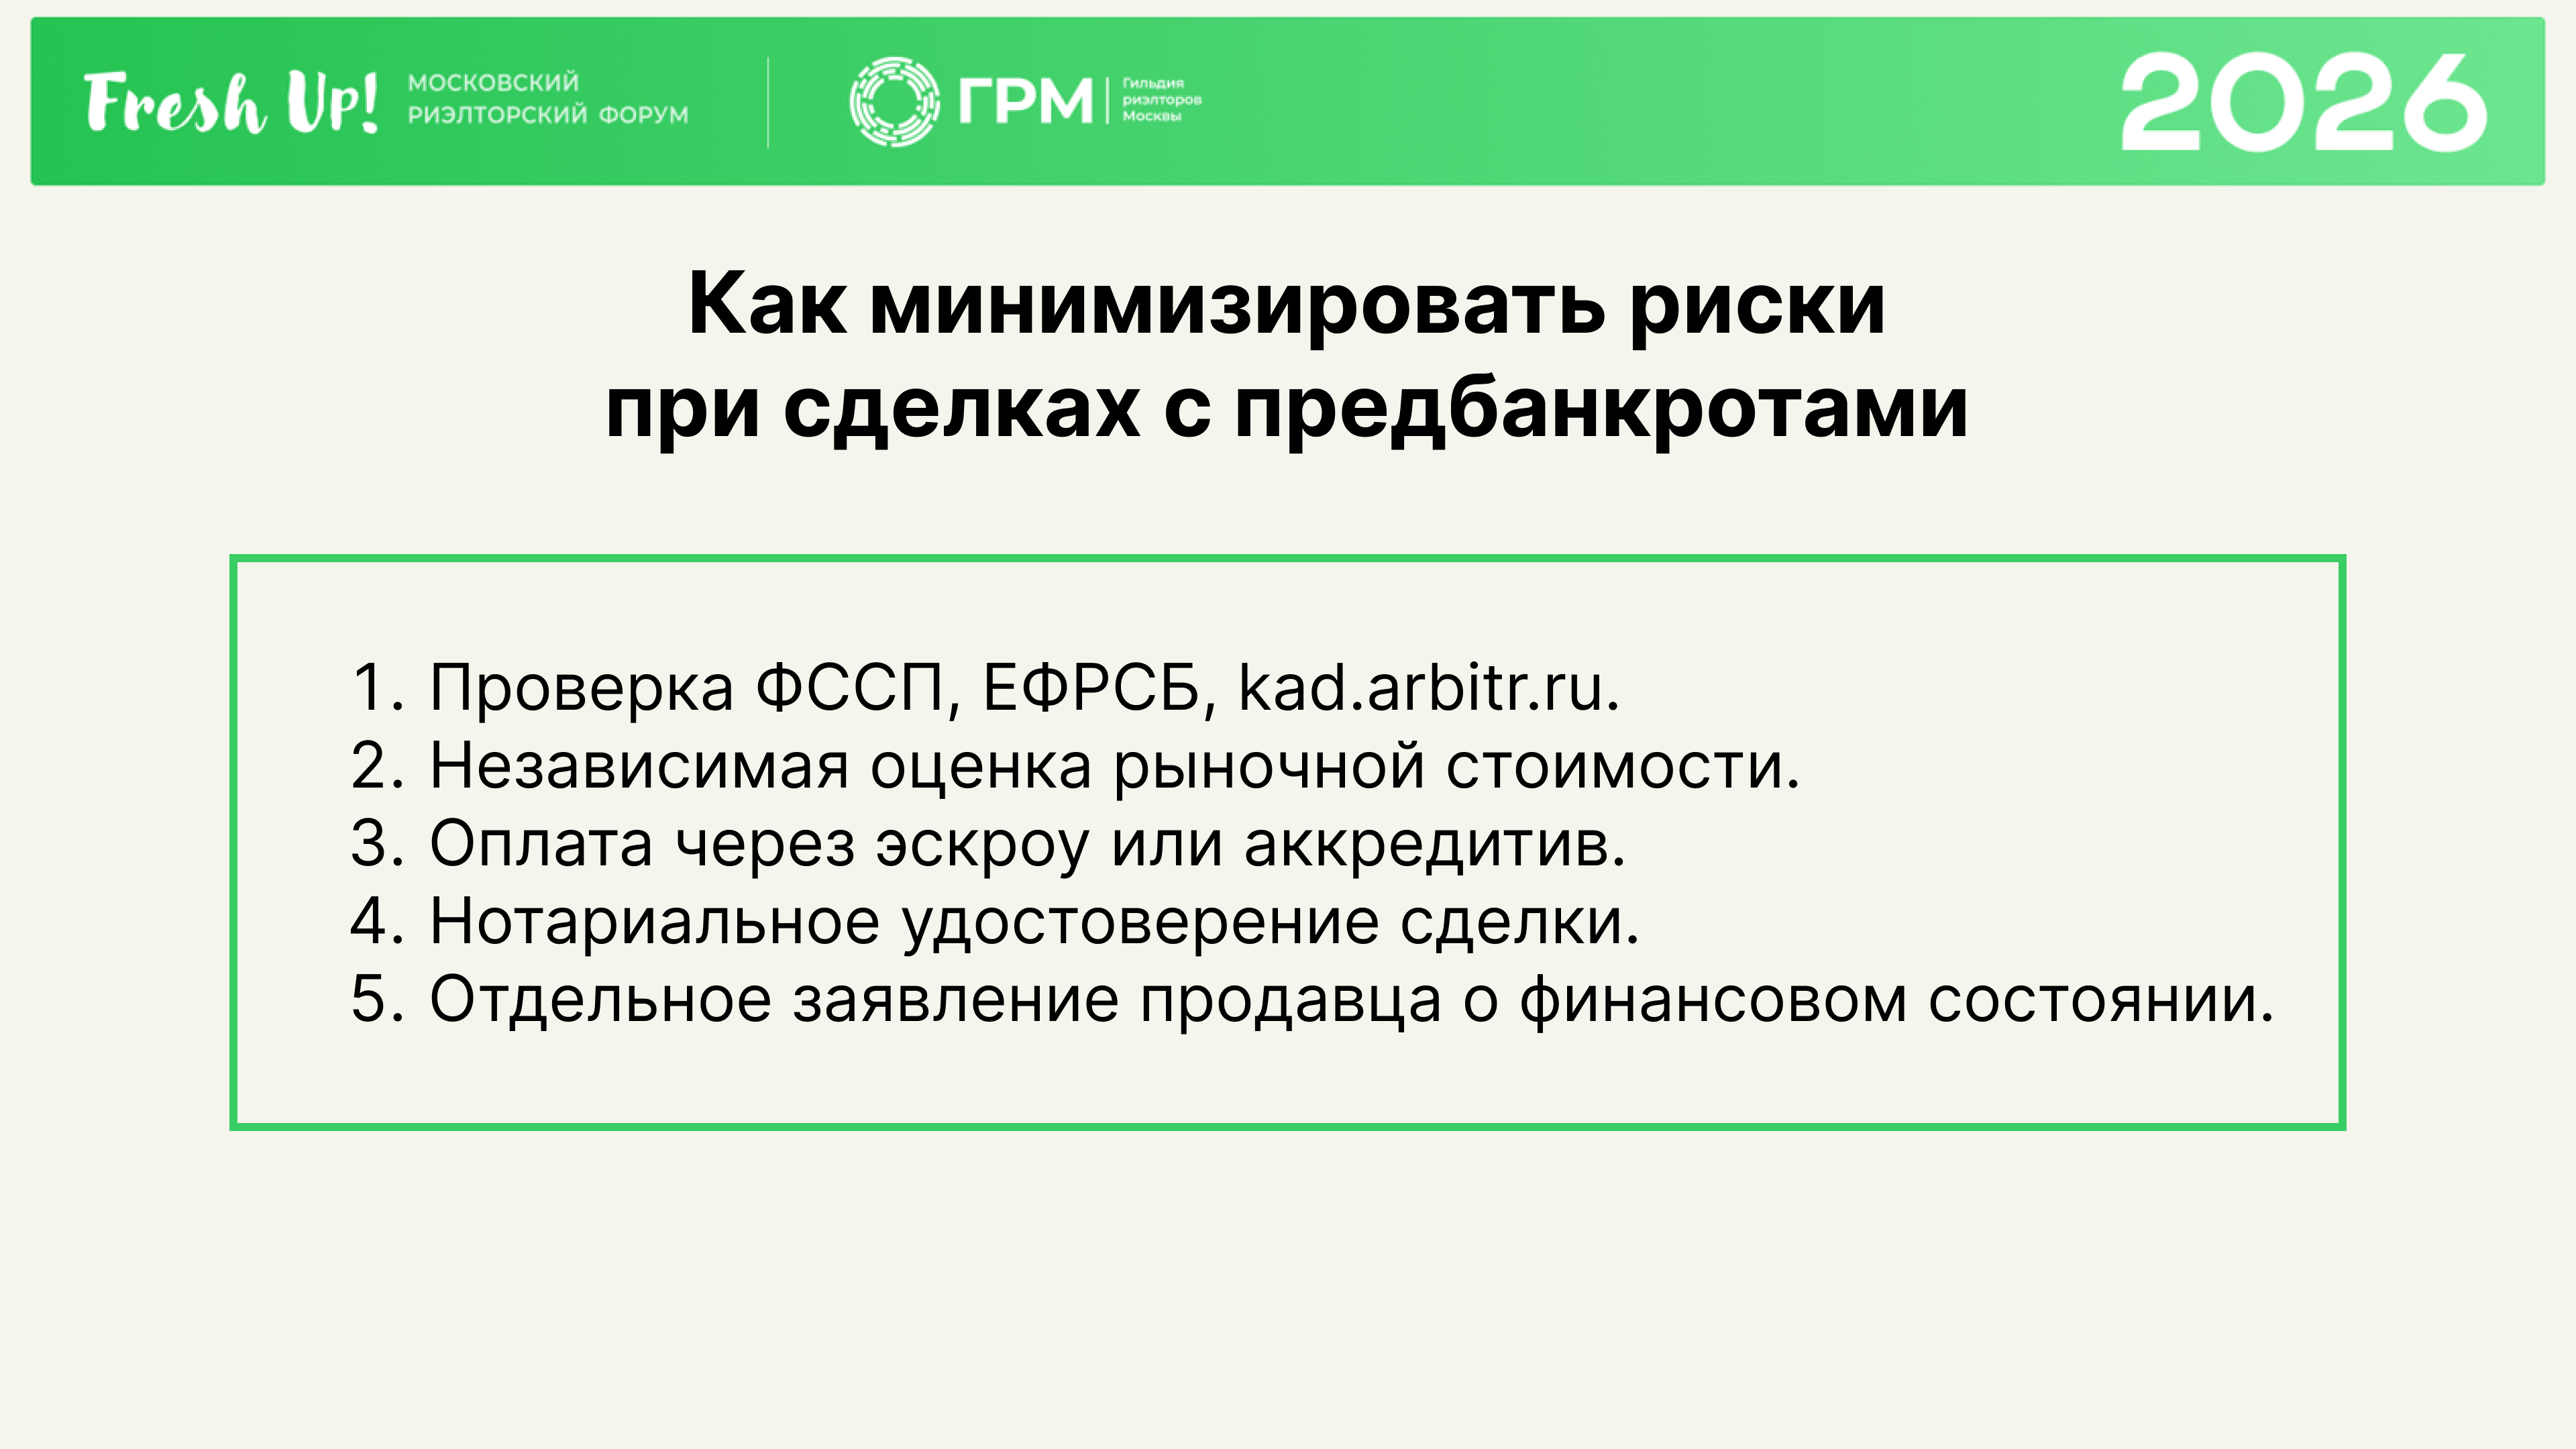 Fresh Up!
МОСКОВСКИЙ
РИЭЛТОРСКИЙ ФОРУМ
ГРМ
Гильдия
риэлторов
Москвы
2026
Как минимизировать риски
при сделках с предбанкротами
1. Проверка ФССП, ЕФРСБ, kad.arbitr.ru.
2. Независимая оценка рыночной стоимости.
3. Оплата через эскроу или аккредитив.
4. Нотариальное удостоверение сделки.
5. Отдельное заявление продавца о финансовом состоянии.